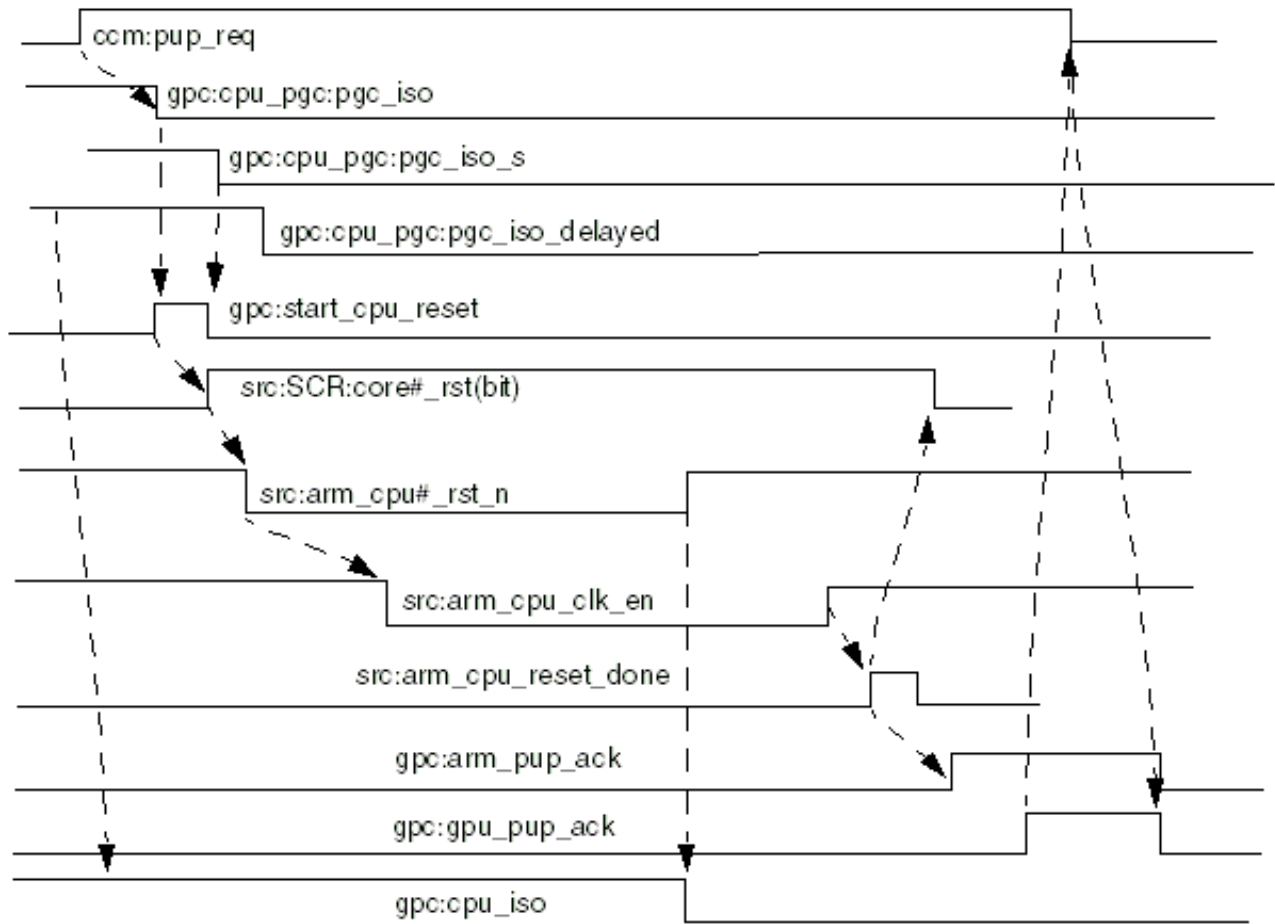 ccm:pup_req
gpc:cpu_pgc:pgc_iso
gpc:cpu_pgc:pgc_iso_s
gpc:cpu_pgc:pgc_iso_delayed
gpc:start_cpu_reset
src:SCR:core#_rst(bit)
src:arm_cpu#_rst_n
src:arm_cpu_clk_en
src:arm_cpu_reset_done
gpc:arm_pup_ack
gpc:gpu_pup_ack
gpc:cpu_iso